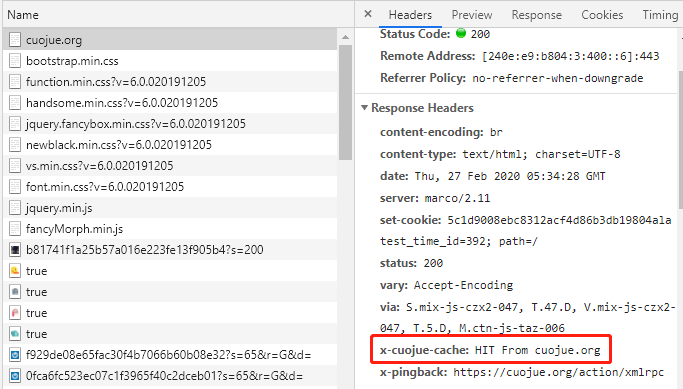 Name
cuojue.org
bootstrap.min.css
function.min.css?v=6.0.020191205
handsome.min.css?v=6.0.020191205
jquery.fancybox.min.css?v=6.0.020191205
newblack.min.css?v=6.0.020191205
vs.min.css?v=6.0.020191205
font.min.css?v=6.0.020191205
jquery.min.js
fancyMorph.min.js
b81741f1a25b57a016e223fe13f905b4?s=200
true
true
true
true
f929de08e65fac30f4b7066b60b08e32?s=65&r=G&d=
0fca6fc523ec07c1f3965f40c2dcbed1?s=65&r=G&d=
Headers Preview Response Cookies Timing
Status Code: 200
Remote Address: [240e:e9:b804:3:400::6]:443
Referrer Policy: no-referrer-when-downgrade
Response Headers
content-encoding: br
content-type: text/html; charset=UTF-8
date: Thu, 27 Feb 2020 05:34:28 GMT
server: marco/2.11
set-cookie: 5c1d9008ebc8312acf4d86b3db19804ala
test_time_id=392; path=/
status: 200
vary: Accept-Encoding
via: S.mix-js-czx2-047, T.47.D, V.mix-js-czx2-
047, T.5.D, M.ctn-js-taz-006
x-cuojue-cache: HIT From cuojue.org
x-pingback: https://cuojue.org/action/xmlrpc